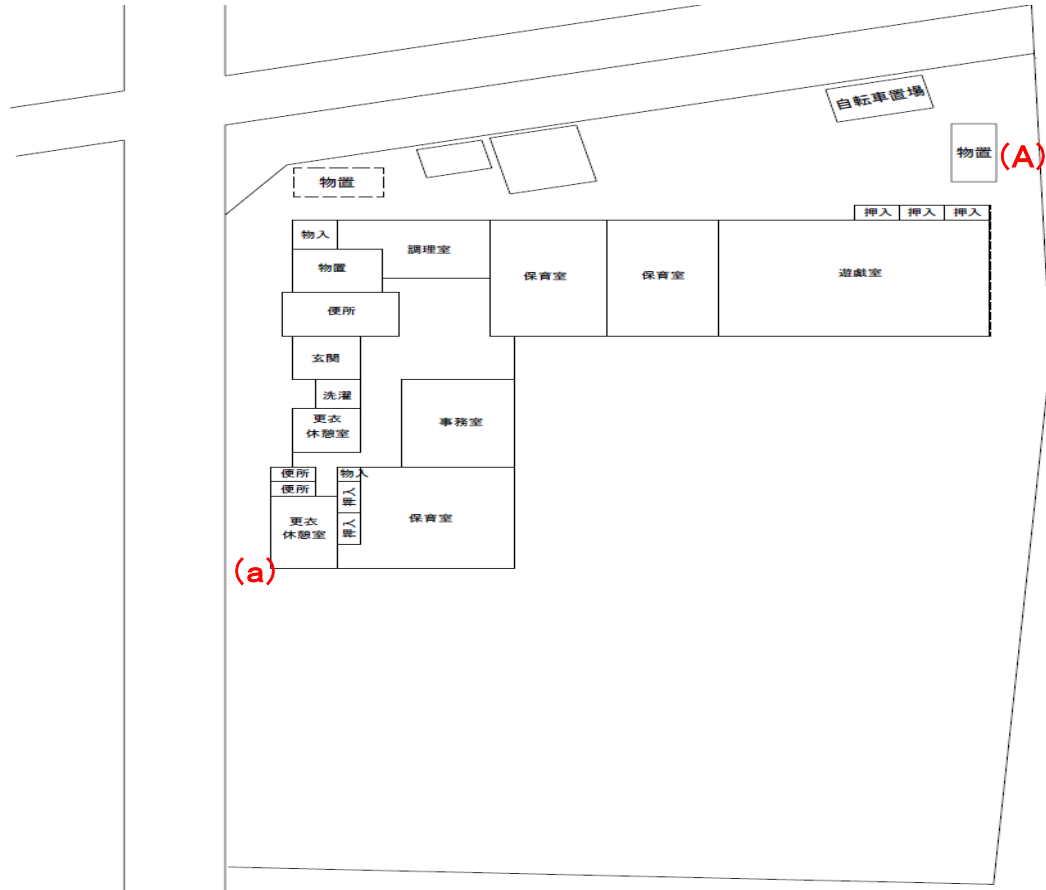 自転車置場
物置
(A)
物置
押入
押入
押入
物入
調理室
物置
保育室
保育室
遊戯室
便所
玄関
洗濯
更衣
休憩室
事務室
便所
便所
物入
押入
押入
保育室
更衣
休憩室
(a)